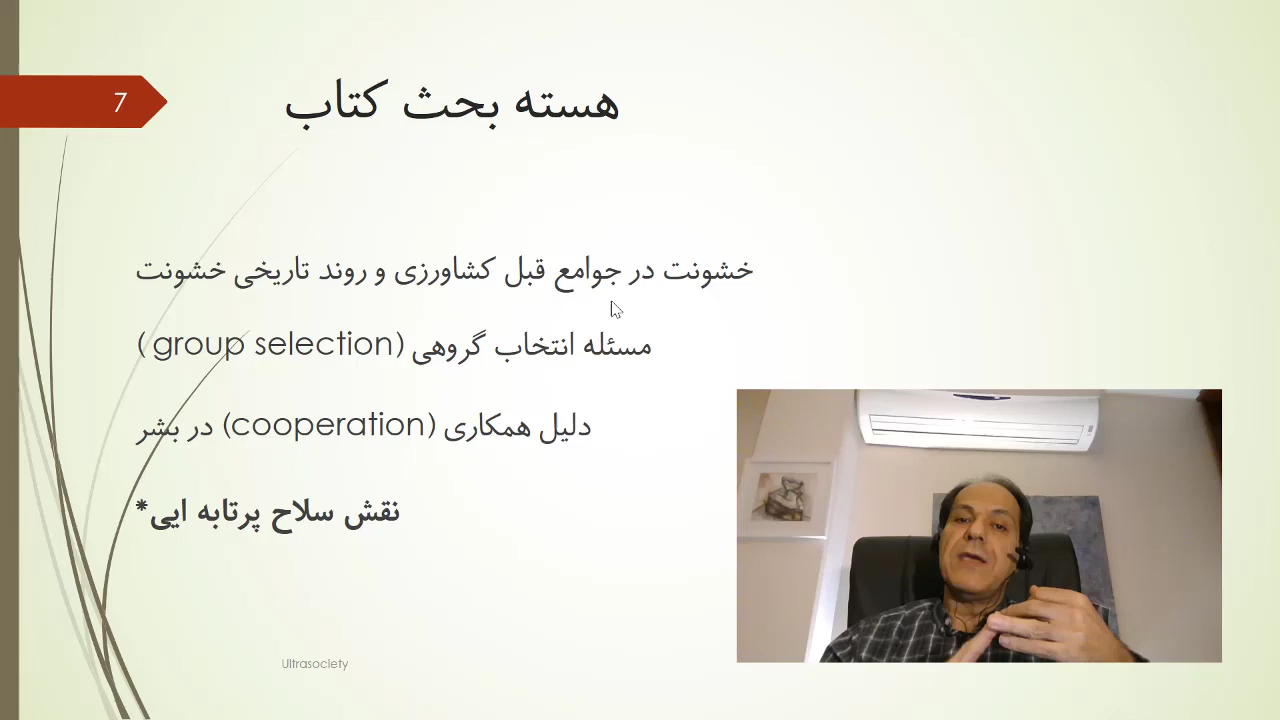 7
هسته بحث کتاب
خشونت در جوامع قبل کشاورزی و روند تاریخی خشونت
مسئله انتخاب گروهی (group selection )
دلیل همکاری (cooperation) در بشر
نقش سلاح پرتابه ایی*
Ultrasociety